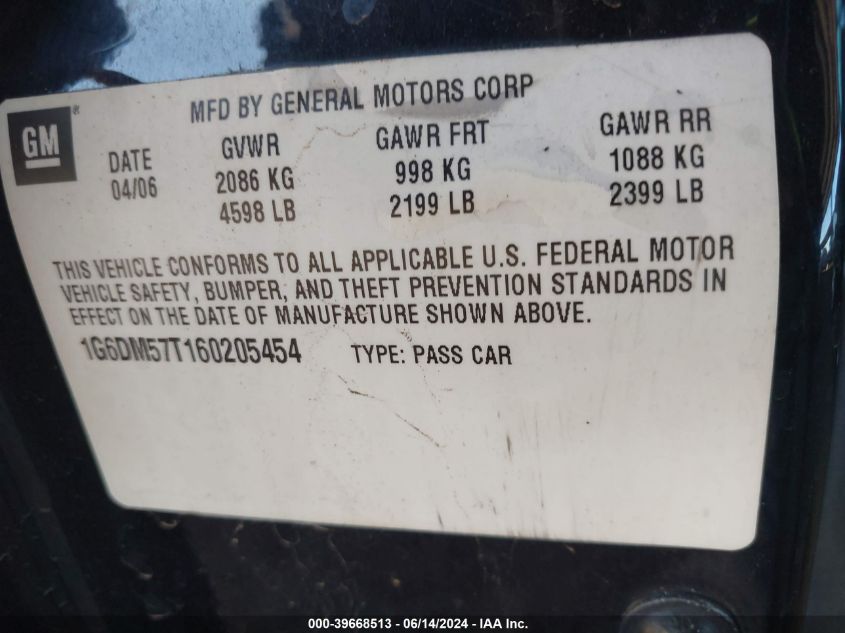 MFD BY GENERAL MOTORS CORP
GM®
DATE GVWR GAWR FRT GAWR RR
04/06 2086 KG 998 KG 1088 KG
4598 LB 2199 LB 2399 LB
THIS VEHICLE CONFORMS TO ALL APPLICABLE U.S. FEDERAL MOTOR
VEHICLE SAFETY, BUMPER, AND THEFT PREVENTION STANDARDS IN
EFFECT ON THE DATE OF MANUFACTURE SHOWN ABOVE.
1G6DM57T160205454 TYPE: PASS CAR
000-39668513 - 06/14/2024 - IAA Inc.